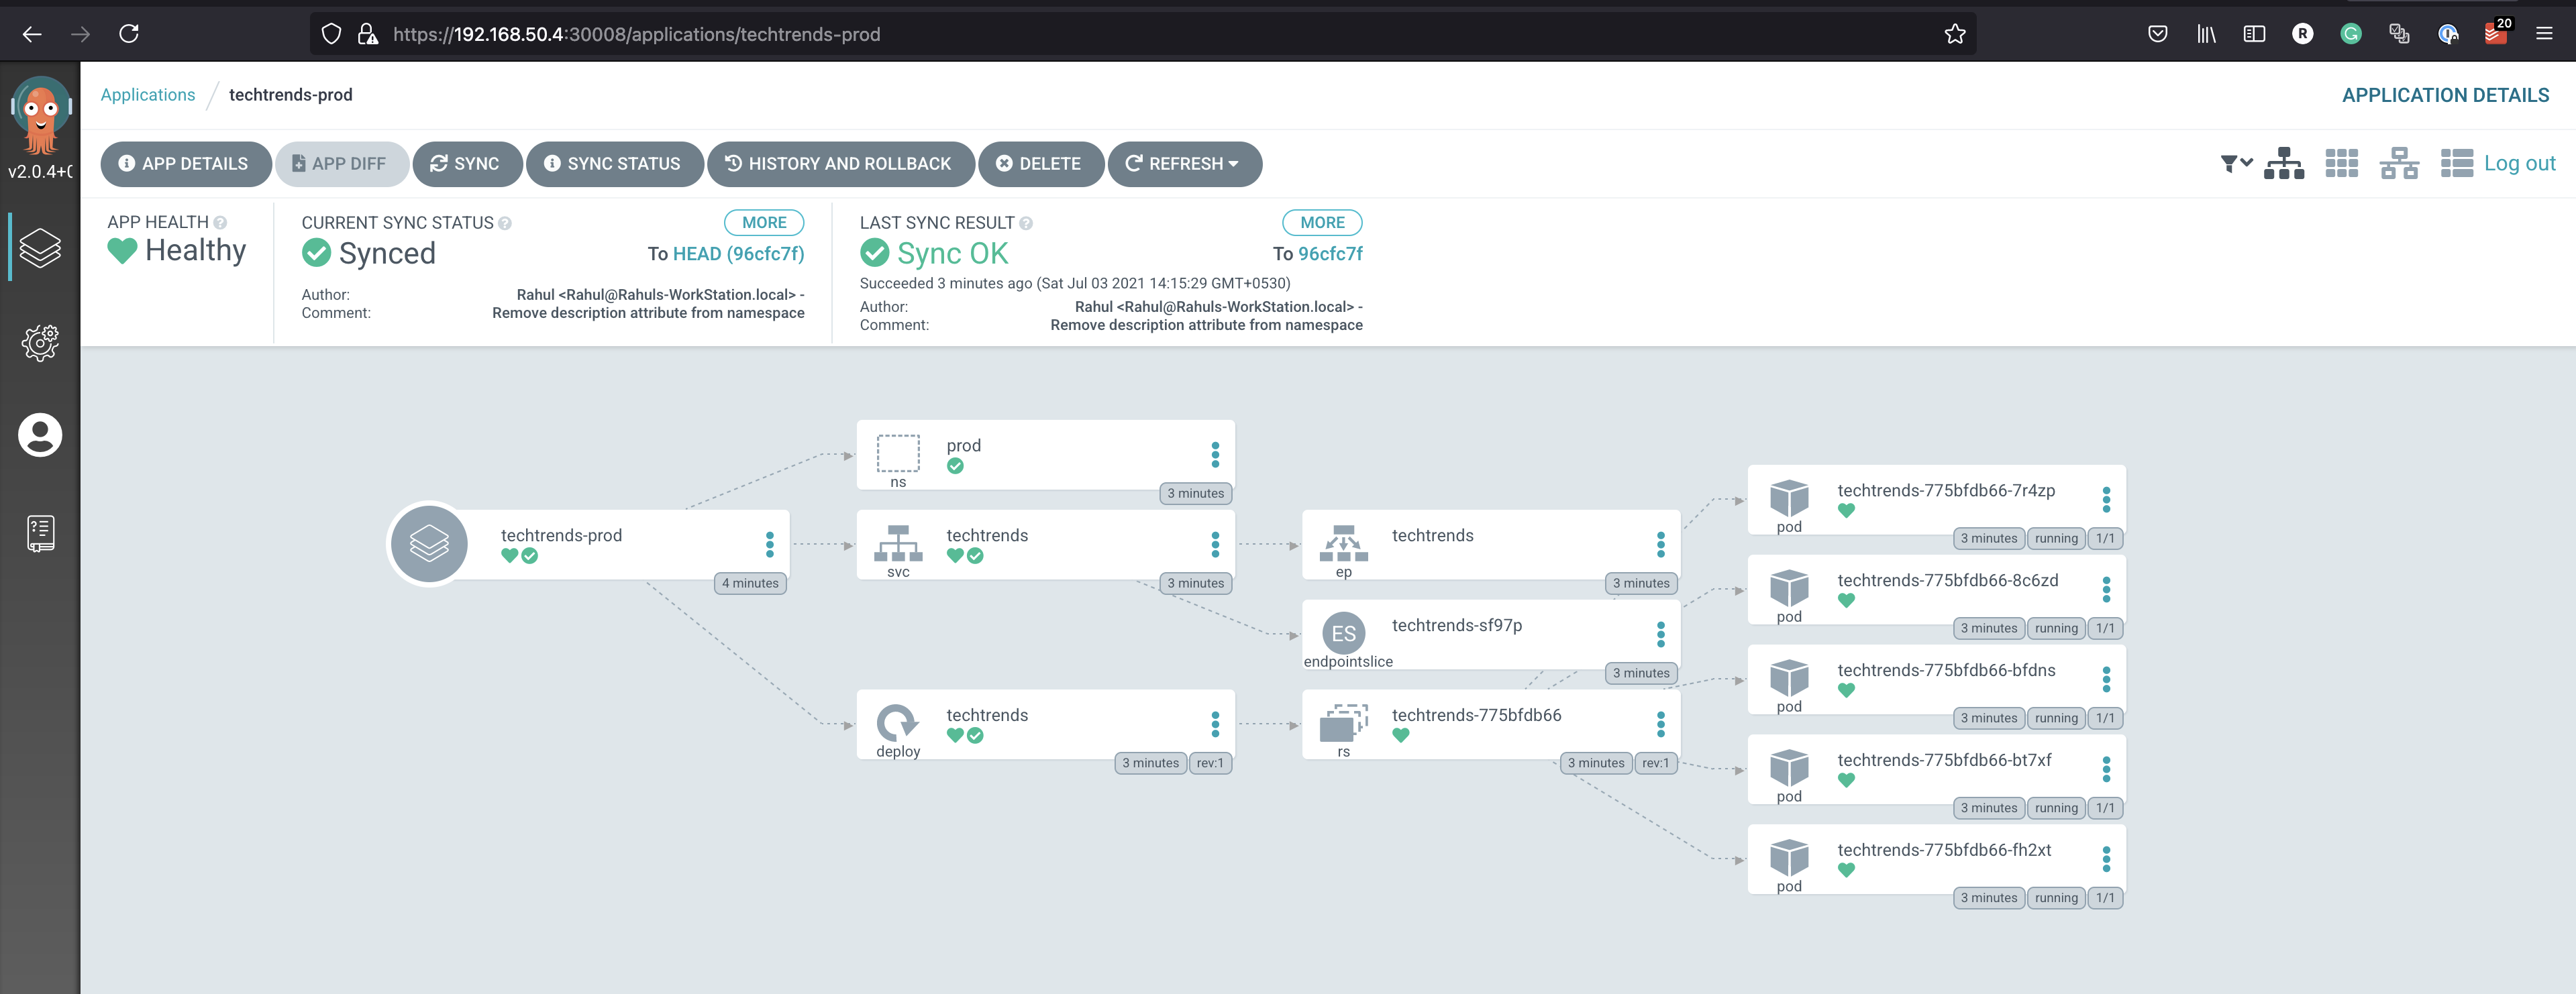 20
https://192.168.50.4:30008/applications/techtrends-prod
R
Applications / techtrends-prod
APPLICATION DETAILS
v2.0.4+
APP DETAILS
APP DIFF
SYNC
SYNC STATUS
HISTORY AND ROLLBACK
DELETE
REFRESH
Log out
APP HEALTH
Healthy
CURRENT SYNC STATUS
MORE
Synced
To HEAD (96cfc7f)
Author: Rahul <Rahul@Rahuls-WorkStation.local> -
Comment: Remove description attribute from namespace
LAST SYNC RESULT
MORE
Sync OK
To 96cfc7f
Succeeded 3 minutes ago (Sat Jul 03 2021 14:15:29 GMT+0530)
Author: Rahul <Rahul@Rahuls-WorkStation.local> -
Comment: Remove description attribute from namespace
techtrends-prod
4 minutes
prod
ns
3 minutes
techtrends
svc
3 minutes
techtrends
deploy
3 minutes rev:1
techtrends
ep
3 minutes
ES
techtrends-sf97p
endpointslice
3 minutes
techtrends-775bfdb66
rs
3 minutes rev:1
techtrends-775bfdb66-7r4zp
pod
3 minutes running 1/1
techtrends-775bfdb66-8c6zd
pod
3 minutes running 1/1
techtrends-775bfdb66-bfdns
pod
3 minutes running 1/1
techtrends-775bfdb66-bt7xf
pod
3 minutes running 1/1
techtrends-775bfdb66-fh2xt
pod
3 minutes running 1/1